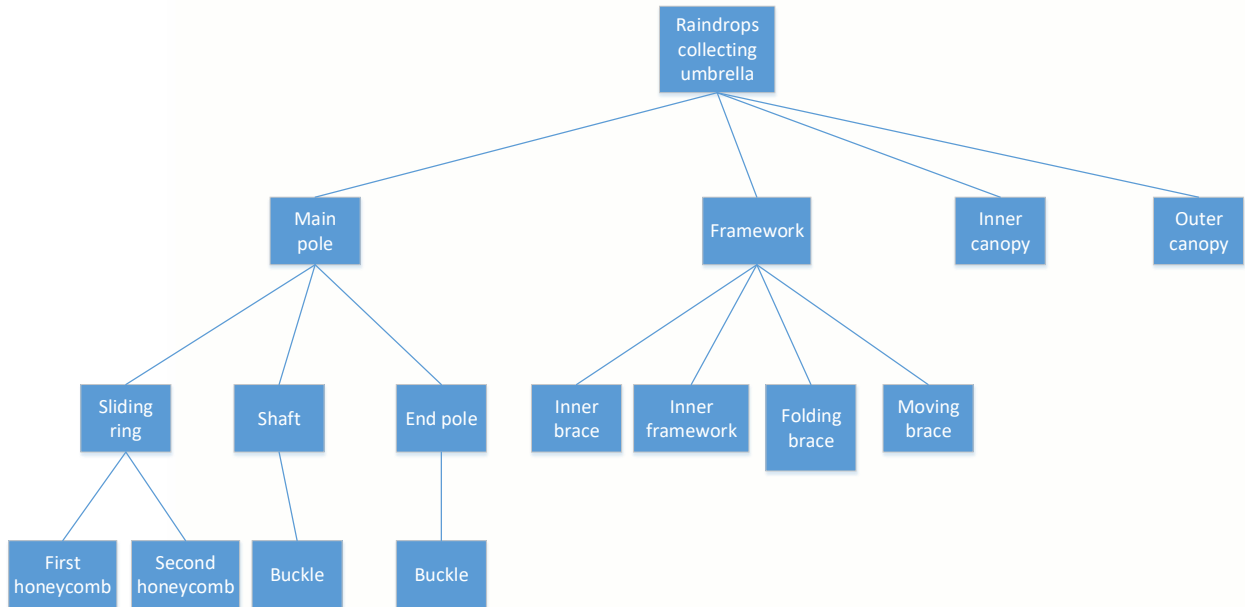 Raindrops
collecting
umbrella
Main
pole
Framework
Inner
canopy
Outer
canopy
Sliding
ring
Shaft
End pole
Inner
brace
Inner
framework
Folding
brace
Moving
brace
First
honeycomb
Second
honeycomb
Buckle
Buckle